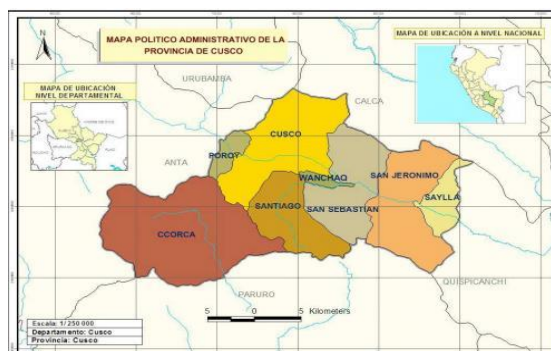 MAPA POLITICO ADMINISTRATIVO DE LA
PROVINCIA DE CUSCO
MAPA DE UBICACIÓN A NIVEL NACIONAL
MAPA DE UBICACIÓN
NIVEL DEPARTAMENTAL
N
URUBAMBA
CALCA
ANTA
CUSCO
POROY
WANCHAQ
SAN JERONIMO
SANTIAGO
SAN SEBASTIAN
SAYLLA
CCORCA
QUISPICANCHI
PARURO
5 0 5 Kilometers
Escala: 1/250 000
Departamento: Cusco
Provincia: Cusco